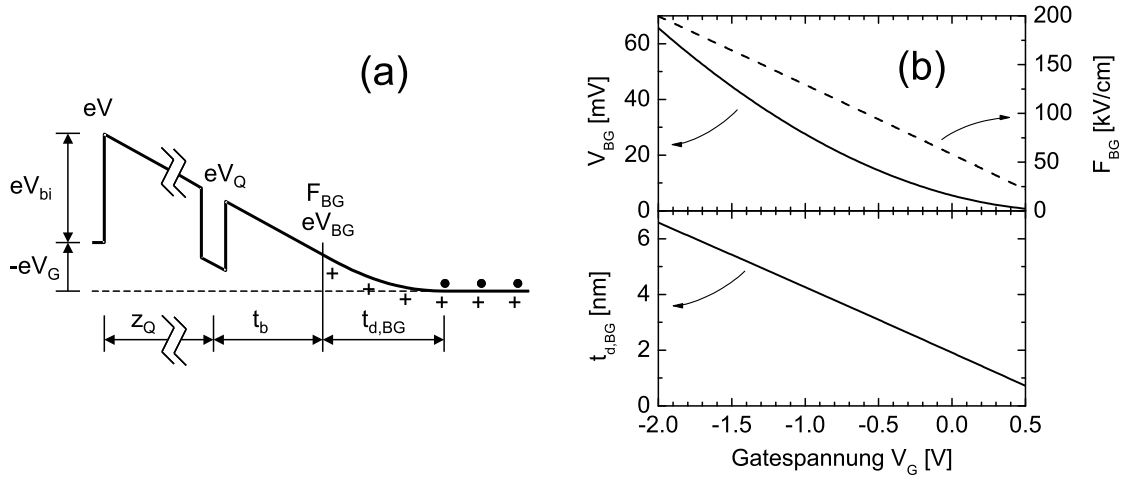 (a)
eV
eV_Q
eV_bi
F_BG
eV_BG
-eV_G
z_Q
t_b
t_d,BG
(b)
V_BG [mV]
60
40
20
0
F_BG [kV/cm]
200
150
100
50
0
t_d,BG [nm]
6
4
2
0
-2.0 -1.5 -1.0 -0.5 0.0 0.5
Gatespannung V_G [V]